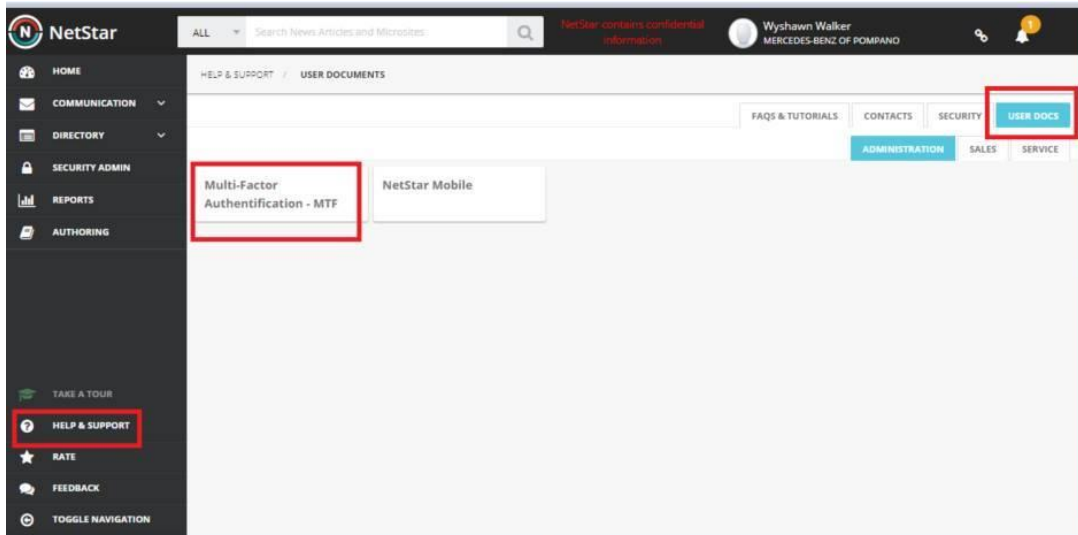 NetStar
ALL
Search News Articles and Microsites
NetStar contains confidential
information
Wyshawn Walker
MERCEDES-BENZ OF POMPANO
1
HOME
COMMUNICATION
DIRECTORY
SECURITY ADMIN
REPORTS
AUTHORING
TAKE A TOUR
HELP & SUPPORT
RATE
FEEDBACK
TOGGLE NAVIGATION
HELP & SUPPORT / USER DOCUMENTS
FAQS & TUTORIALS CONTACTS SECURITY USER DOCS
ADMINISTRATION SALES SERVICE
Multi-Factor
Authentification - MTF
NetStar Mobile